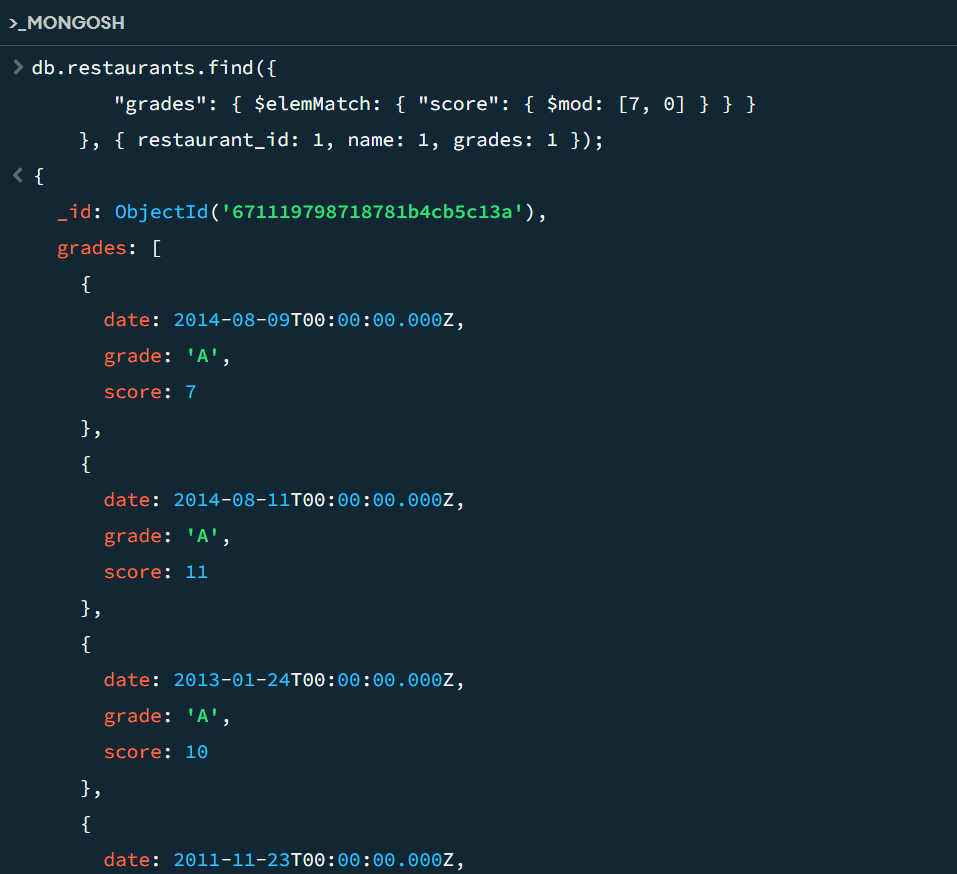 >_MONGOSH
> db.restaurants.find({
"grades": { $elemMatch: { "score": { $mod: [7, 0] } } }
}, { restaurant_id: 1, name: 1, grades: 1 });
< {
_id: ObjectId('671119798718781b4cb5c13a'),
grades: [
{
date: 2014-08-09T00:00:00.000Z,
grade: 'A',
score: 7
},
{
date: 2014-08-11T00:00:00.000Z,
grade: 'A',
score: 11
},
{
date: 2013-01-24T00:00:00.000Z,
grade: 'A',
score: 10
},
{
date: 2011-11-23T00:00:00.000Z,